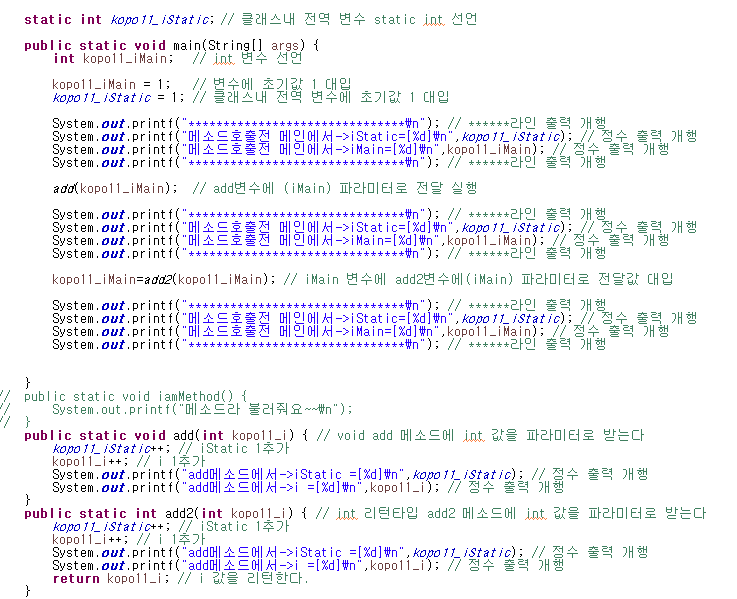 static int kopo11_iStatic; // 클래스내 전역 변수 static int 선언
public static void main(String[] args) {
int kopo11_iMain; // int 변수 선언
kopo11_iMain = 1; // 변수에 초기값 1 대입
kopo11_iStatic = 1; // 클래스내 전역 변수에 초기값 1 대입
System.out.printf("*******************************₩n"); // ******라인 출력 개행
System.out.printf("메소드호출전 메인에서->iStatic=[%d]₩n",kopo11_iStatic); // 정수 출력 개행
System.out.printf("메소드호출전 메인에서->iMain=[%d]₩n",kopo11_iMain); // 정수 출력 개행
System.out.printf("*******************************₩n"); // ******라인 출력 개행
add(kopo11_iMain); // add변수에 (iMain) 파라미터로 전달 실행
System.out.printf("*******************************₩n"); // ******라인 출력 개행
System.out.printf("메소드호출전 메인에서->iStatic=[%d]₩n",kopo11_iStatic); // 정수 출력 개행
System.out.printf("메소드호출전 메인에서->iMain=[%d]₩n",kopo11_iMain); // 정수 출력 개행
System.out.printf("*******************************₩n"); // ******라인 출력 개행
kopo11_iMain=add2(kopo11_iMain); // iMain 변수에 add2변수에(iMain) 파라미터로 전달값 대입
System.out.printf("*******************************₩n"); // ******라인 출력 개행
System.out.printf("메소드호출전 메인에서->iStatic=[%d]₩n",kopo11_iStatic); // 정수 출력 개행
System.out.printf("메소드호출전 메인에서->iMain=[%d]₩n",kopo11_iMain); // 정수 출력 개행
System.out.printf("*******************************₩n"); // ******라인 출력 개행
}
// public static void iamMethod() {
// System.out.printf("메소드라 불러줘요~~₩n");
// }
public static void add(int kopo11_i) { // void add 메소드에 int 값을 파라미터로 받는다
kopo11_iStatic++; // iStatic 1추가
kopo11_i++; // i 1추가
System.out.printf("add메소드에서->iStatic =[%d]₩n",kopo11_iStatic); // 정수 출력 개행
System.out.printf("add메소드에서->i =[%d]₩n",kopo11_i); // 정수 출력 개행
}
public static int add2(int kopo11_i) { // int 리턴타입 add2 메소드에 int 값을 파라미터로 받는다
kopo11_iStatic++; // iStatic 1추가
kopo11_i++; // i 1추가
System.out.printf("add메소드에서->iStatic =[%d]₩n",kopo11_iStatic); // 정수 출력 개행
System.out.printf("add메소드에서->i =[%d]₩n",kopo11_i); // 정수 출력 개행
return kopo11_i; // i 값을 리턴한다.
}